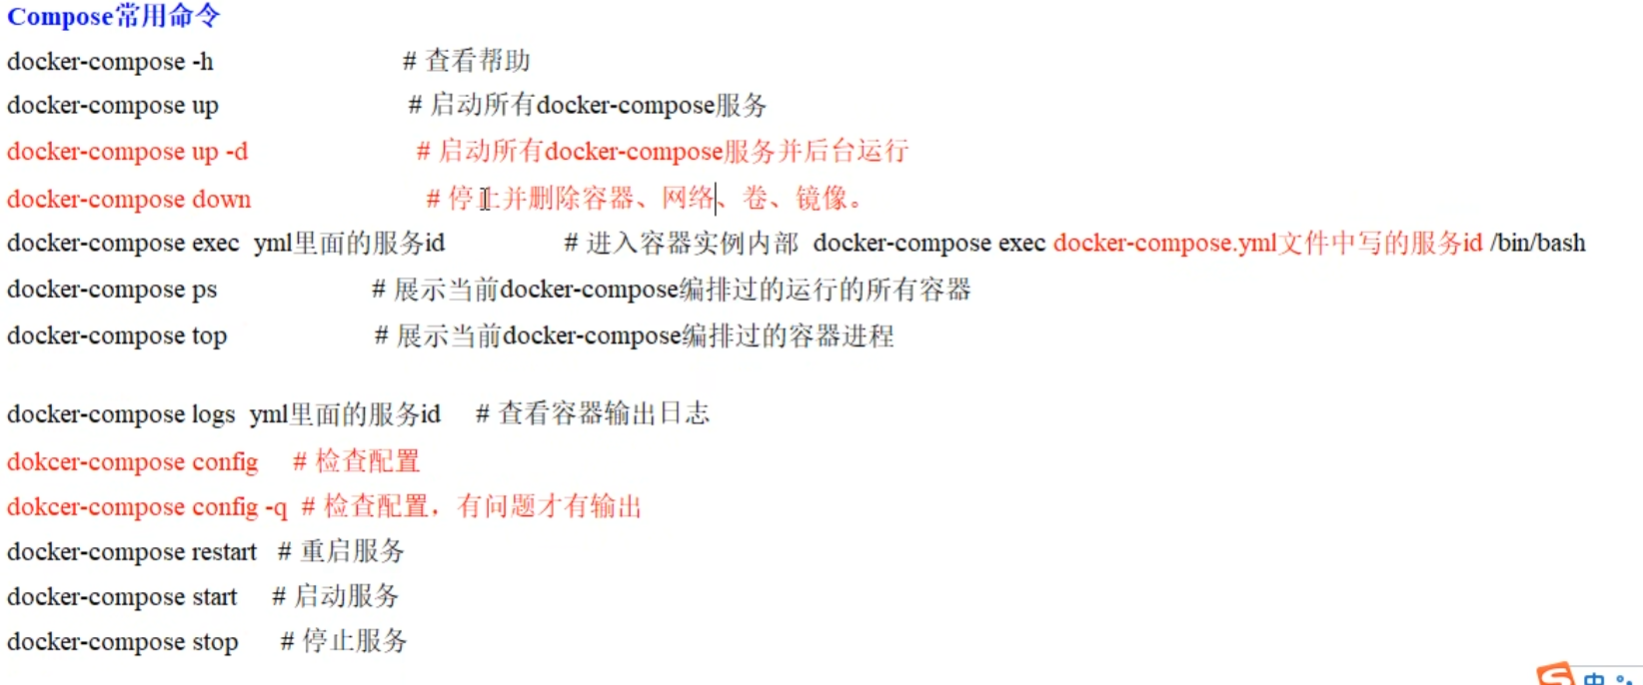 Compose常用命令
docker-compose -h # 查看帮助
docker-compose up # 启动所有docker-compose服务
docker-compose up -d # 启动所有docker-compose服务并后台运行
docker-compose down # 停止并删除容器、网络、卷、镜像。
docker-compose exec yml里面的服务id # 进入容器实例内部 docker-compose exec docker-compose.yml文件中写的服务id /bin/bash
docker-compose ps # 展示当前docker-compose编排过的运行的所有容器
docker-compose top # 展示当前docker-compose编排过的容器进程
docker-compose logs yml里面的服务id # 查看容器输出日志
dokcer-compose config # 检查配置
dokcer-compose config -q # 检查配置，有问题才有输出
docker-compose restart # 重启服务
docker-compose start # 启动服务
docker-compose stop # 停止服务
中